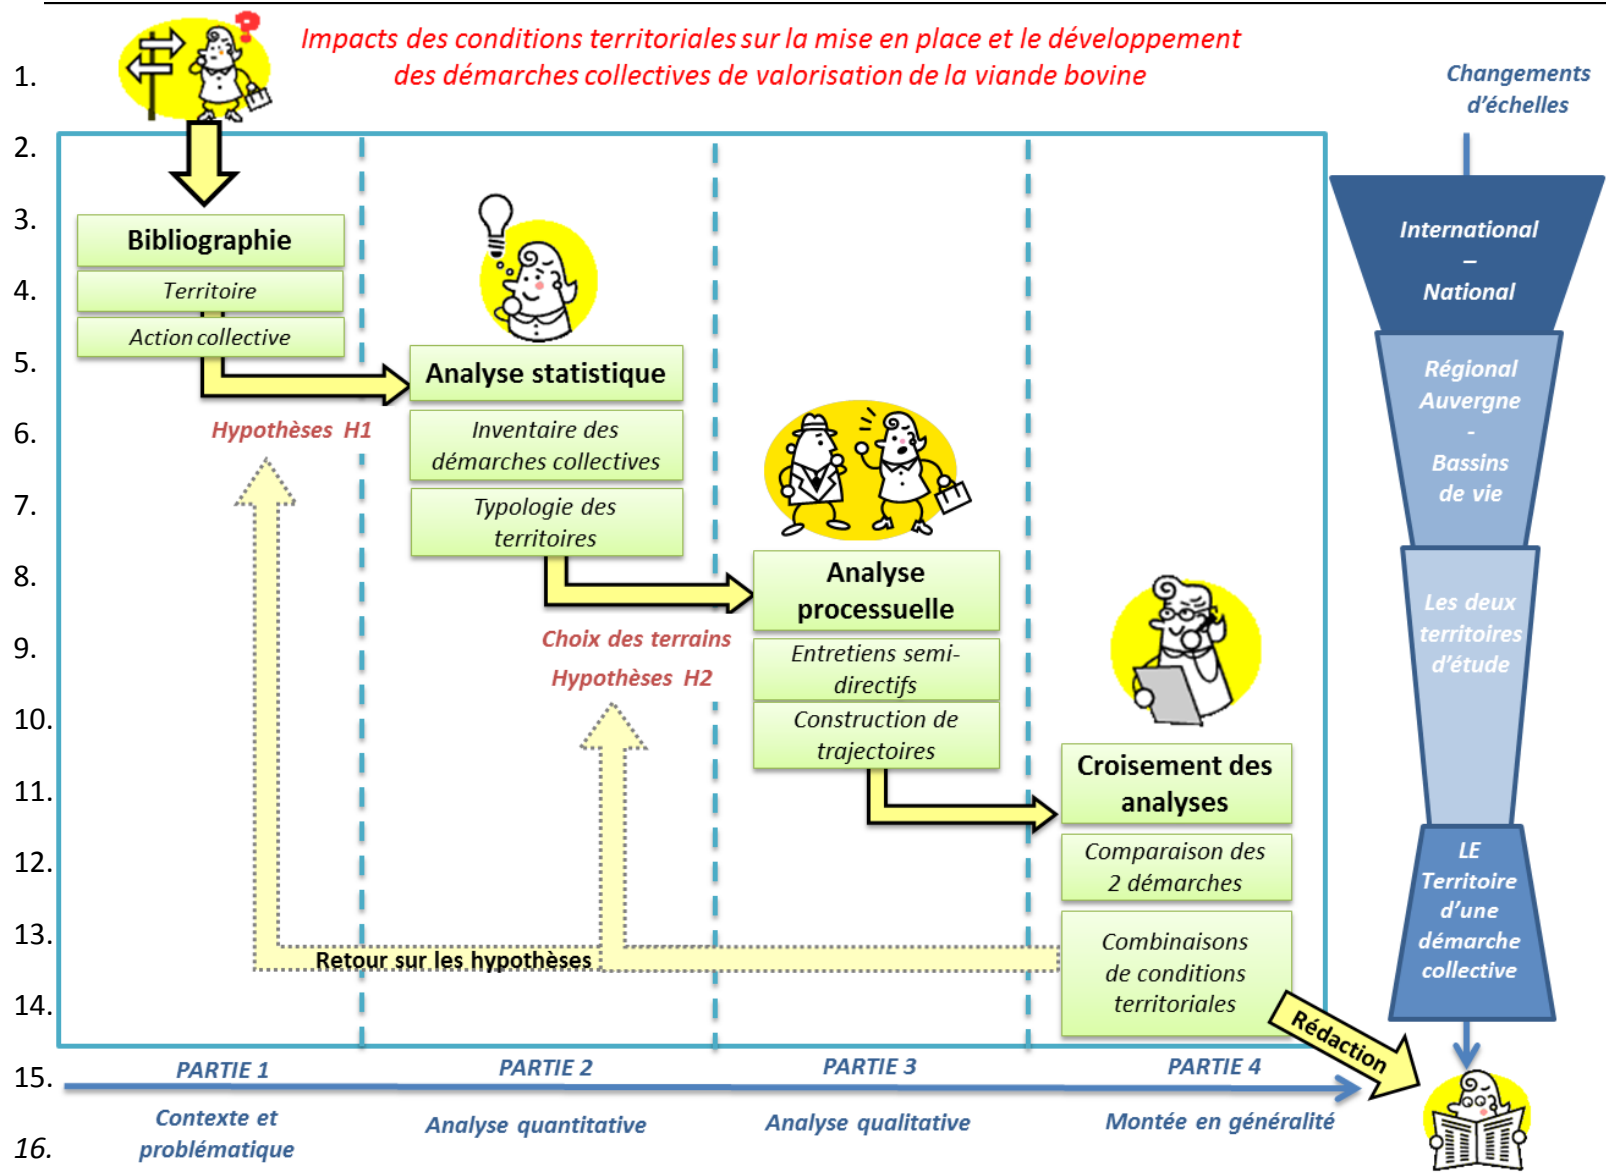 Impacts des conditions territoriales sur la mise en place et le développement
des démarches collectives de valorisation de la viande bovine
1.
2.
3.
4.
5.
6.
7.
8.
9.
10.
11.
12.
13.
14.
15.
16.
?
Bibliographie
Territoire
Action collective
Hypothèses H1
Analyse statistique
Inventaire des
démarches collectives
Typologie des
territoires
Choix des terrains
Hypothèses H2
Analyse
processuelle
Entretiens semi-
directifs
Construction de
trajectoires
Croisement des
analyses
Comparaison des
2 démarches
Combinaisons
de conditions
territoriales
Retour sur les hypothèses
Rédaction
Changements
d'échelles
International
–
National
Régional
Auvergne
-
Bassins
de vie
Les deux
territoires
d'étude
LE
Territoire
d'une
démarche
collective
PARTIE 1
PARTIE 2
PARTIE 3
PARTIE 4
Contexte et
problématique
Analyse quantitative
Analyse qualitative
Montée en généralité